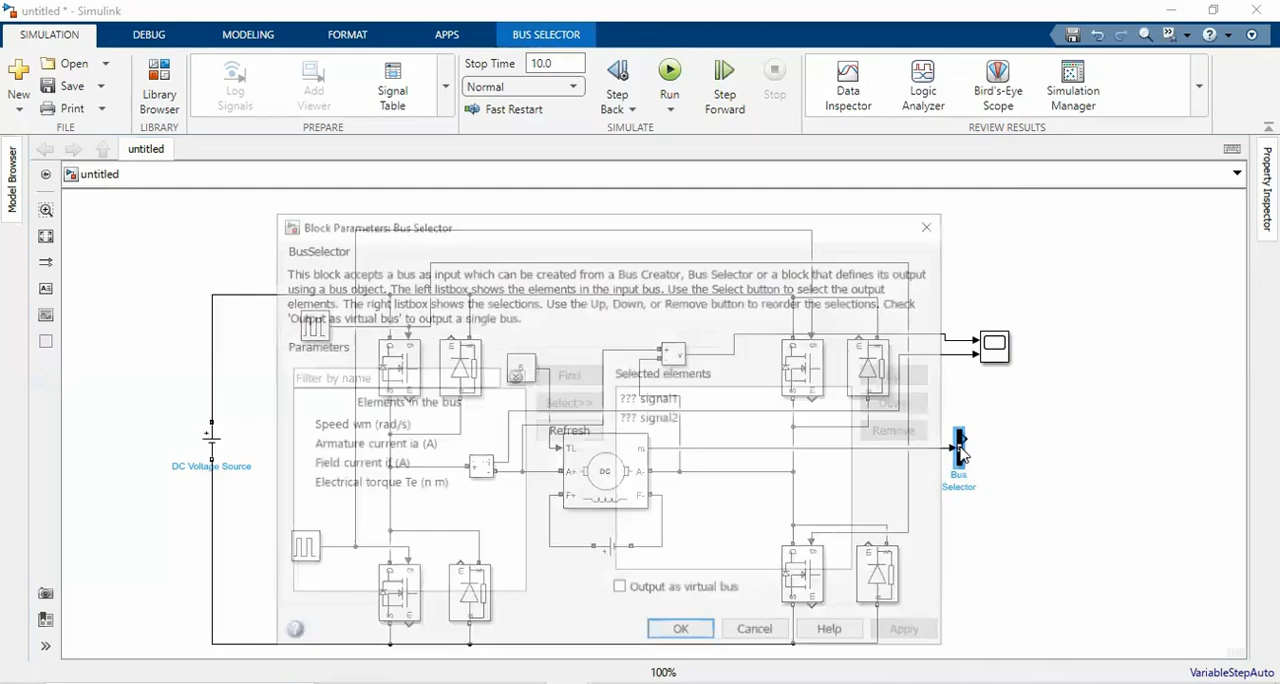 untitled * - Simulink
SIMULATION DEBUG MODELING FORMAT APPS BUS SELECTOR
New
Open
Save
Print
FILE
Library Browser
LIBRARY
Log Signals
Add Viewer
Signal Table
PREPARE
Stop Time 10.0
Normal
Fast Restart
Step Back
Run
Step Forward
Stop
SIMULATE
Data Inspector
Logic Analyzer
Bird's-Eye Scope
Simulation Manager
REVIEW RESULTS
Model Browser
untitled
untitled
Property Inspector
Block Parameters: Bus Selector
BusSelector
This block accepts a bus as input which can be created from a Bus Creator, Bus Selector or a block that defines its output
using a bus object. The left listbox shows the elements in the input bus. Use the Select button to select the output
elements. The right listbox shows the selections. Use the Up, Down, or Remove button to reorder the selections. Check
'Output as virtual bus' to output a single bus.
Parameters
Filter by name
Find
Selected elements
Elements in the bus
Select>>
??? signal1
Down
Speed wm (rad/s)
Refresh
??? signal2
Remove
Armature current ia (A)
Field current if (A)
Electrical torque Te (n m)
TL
m
A+
DC
A-
F+
F-
DC Voltage Source
Bus
Selector
Output as virtual bus
OK Cancel Help Apply
100%
VariableStepAuto